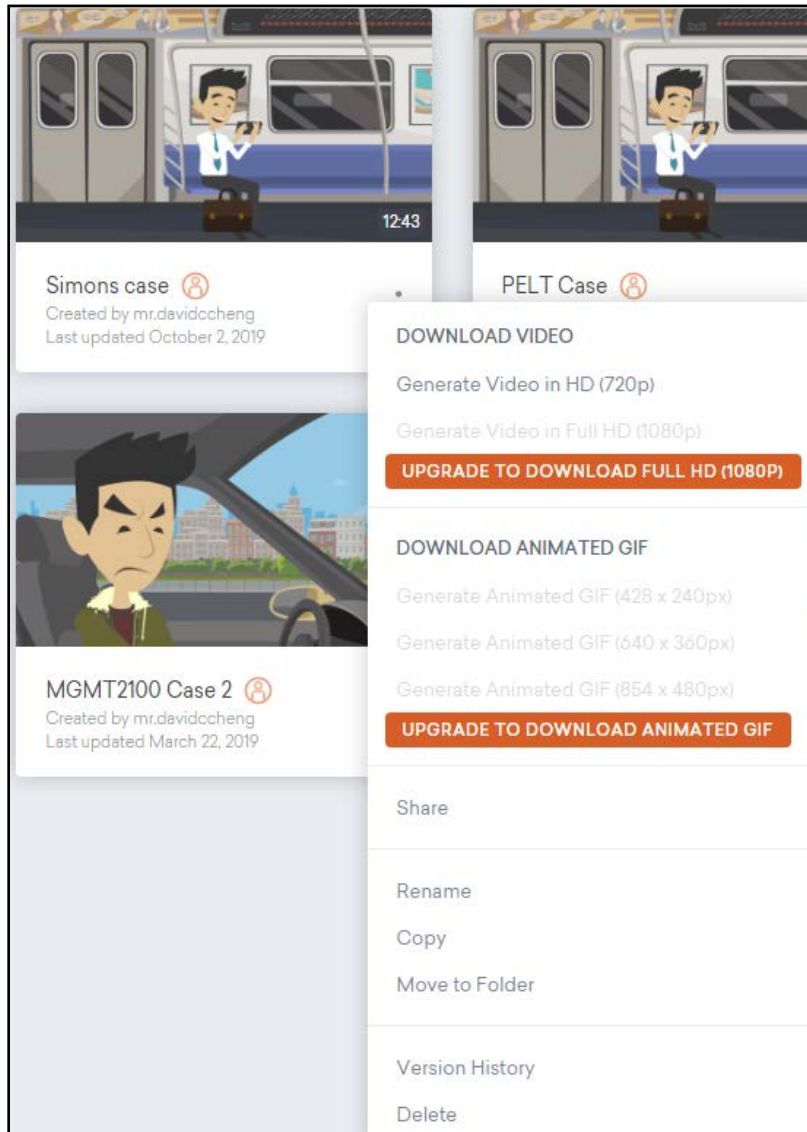 12:43
Simons case
Created by mr.davidccheng
Last updated October 2, 2019
PELT Case
DOWNLOAD VIDEO
Generate Video in HD (720p)
Generate Video in Full HD (1080p)
UPGRADE TO DOWNLOAD FULL HD (1080P)
DOWNLOAD ANIMATED GIF
Generate Animated GIF (428 x 240px)
Generate Animated GIF (640 x 360px)
Generate Animated GIF (854 x 480px)
UPGRADE TO DOWNLOAD ANIMATED GIF
MGMT2100 Case 2
Created by mr.davidccheng
Last updated March 22, 2019
Share
Rename
Copy
Move to Folder
Version History
Delete